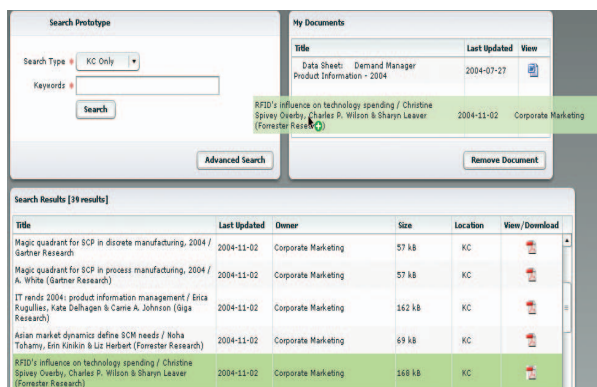 Search Prototype
Search Type * KC Only
Keywords *
Search
Advanced Search
My Documents
Title Last Updated View
Data Sheet: Demand Manager
Product Information - 2004
2004-07-27
RFID's influence on technology spending / Christine
Spivey Overby, Charles P. Wilson & Sharyn Leaver
(Forrester Research)
2004-11-02 Corporate Marketing
Remove Document
Search Results [39 results]
Title Last Updated Owner Size Location View/Download
Magic quadrant for SCP in discrete manufacturing, 2004 /
Gartner Research
2004-11-02 Corporate Marketing 57 kB KC
Magic quadrant for SCP in process manufacturing, 2004 /
A. White (Gartner Research)
2004-11-02 Corporate Marketing 57 kB KC
IT rends 2004: product information management / Erica
Rugullies, Kate Delhagen & Carrie A. Johnson (Giga
Research)
2004-11-02 Corporate Marketing 162 kB KC
Asian market dynamics define SCM needs / Noha
Tohamy, Erin Kinikin & Liz Herbert (Forrester Research)
2004-11-02 Corporate Marketing 69 kB KC
RFID's influence on technology spending / Christine
Spivey Overby, Charles P. Wilson & Sharyn Leaver
(Forrester Research)
2004-11-02 Corporate Marketing 168 kB KC